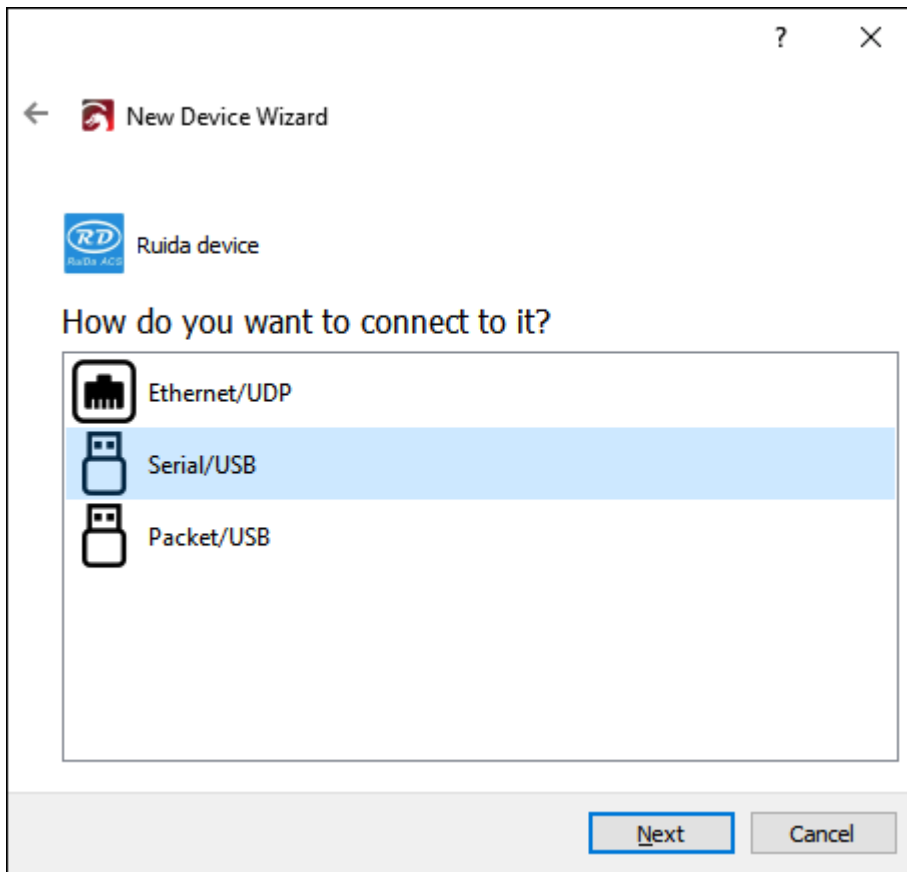 ?
New Device Wizard
RD
RuiDa ACS
Ruida device
How do you want to connect to it?
Ethernet/UDP
Serial/USB
Packet/USB
Next
Cancel